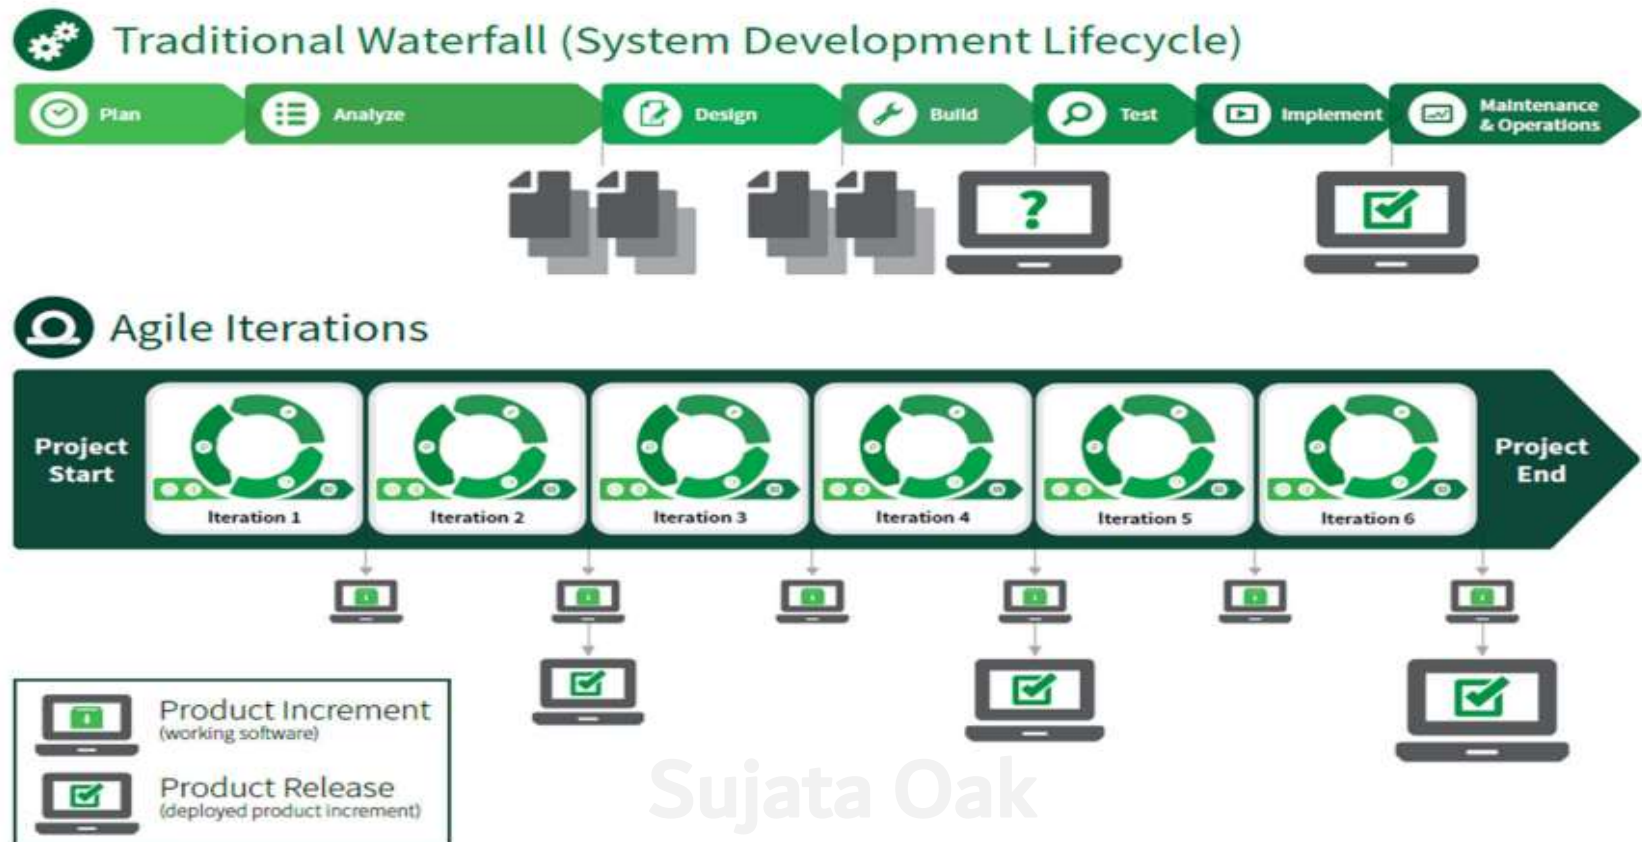 Traditional Waterfall (System Development Lifecycle)
Plan
Analyze
Design
Build
Test
Implement
Maintenance
& Operations
?
Agile Iterations
Project
Start
Iteration 1
Iteration 2
Iteration 3
Iteration 4
Iteration 5
Iteration 6
Project
End
Product Increment
(working software)
Product Release
(deployed product increment)
Sujata Oak